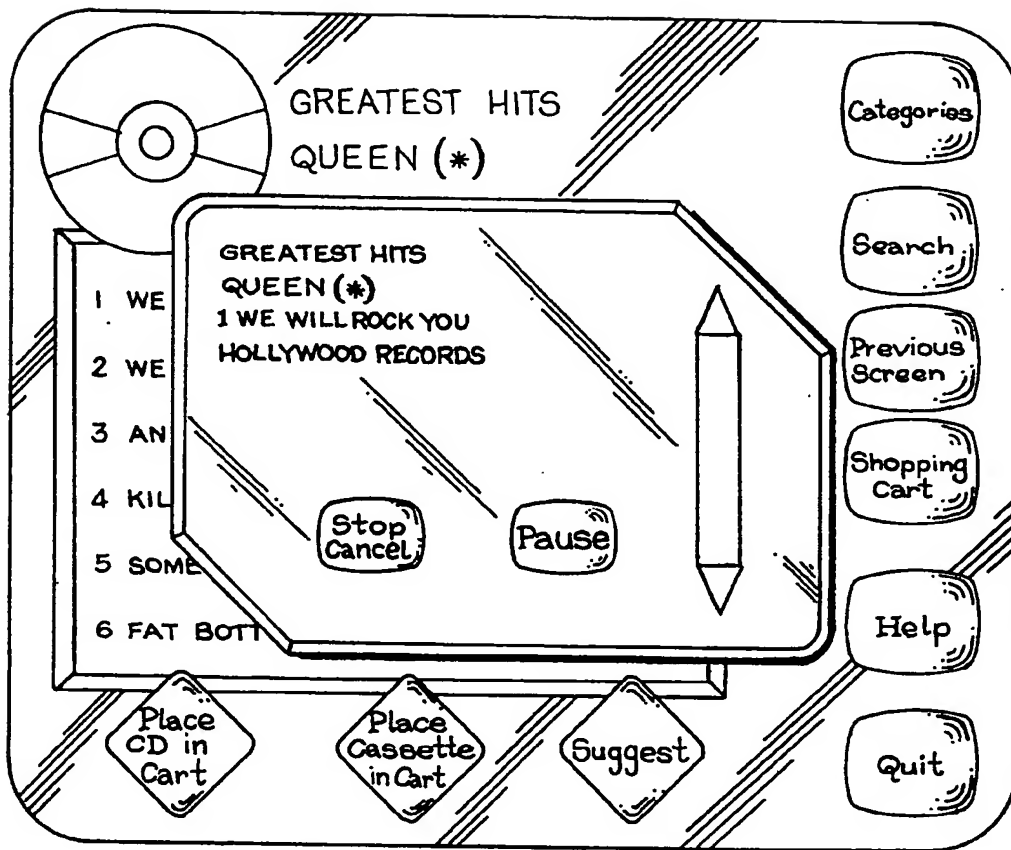 GREATEST HITS
QUEEN (*)
GREATEST HITS
QUEEN (*)
1 WE WILL ROCK YOU
HOLLYWOOD RECORDS
1 WE
2 WE
3 AN
4 KIL
5 SOME
6 FAT BOTT
Stop
Cancel
Pause
Place
CD in
Cart
Place
Cassette
in Cart
Suggest
Categories
Search
Previous
Screen
Shopping
Cart
Help
Quit